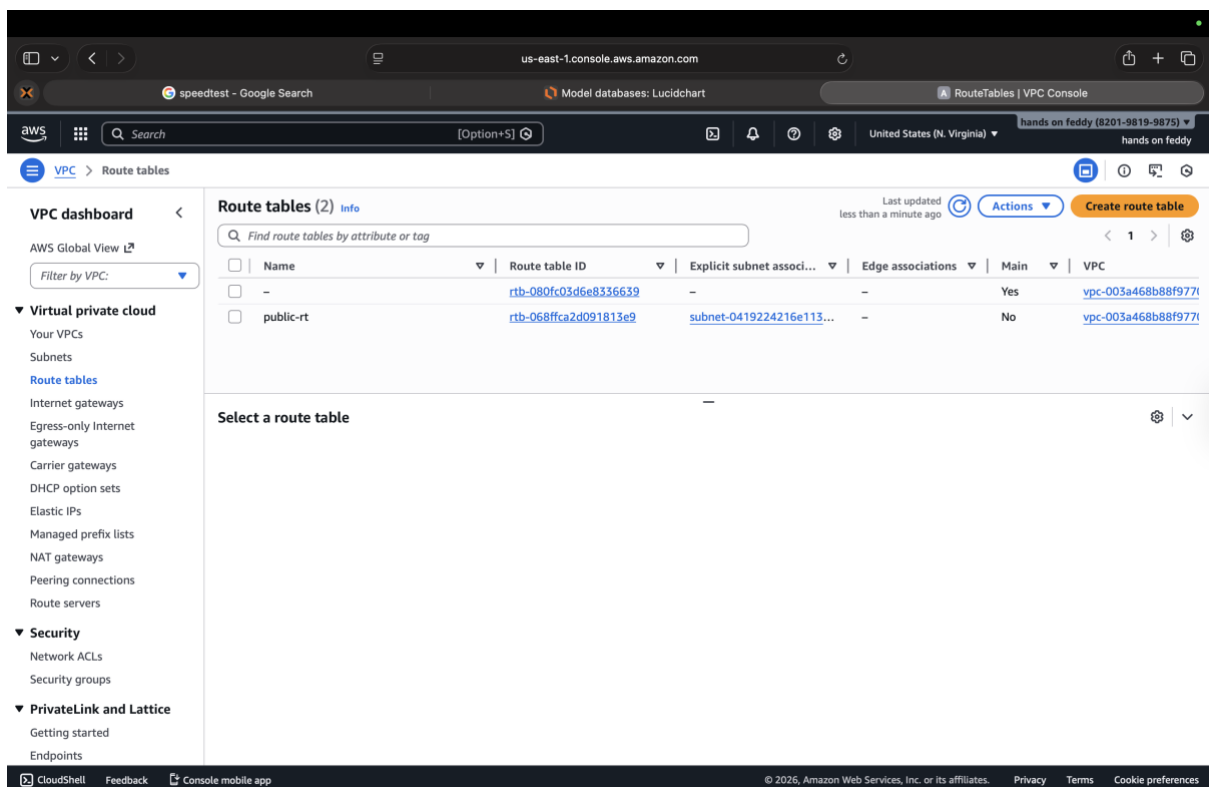 us-east-1.console.aws.amazon.com
speedtest - Google Search
Model databases: Lucidchart
A RouteTables | VPC Console
aws
Search
[Option+S]
United States (N. Virginia)
hands on feddy (8201-9819-9875)
hands on feddy
VPC > Route tables
VPC dashboard
AWS Global View
Filter by VPC:
Virtual private cloud
Your VPCs
Subnets
Route tables
Internet gateways
Egress-only Internet
gateways
Carrier gateways
DHCP option sets
Elastic IPs
Managed prefix lists
NAT gateways
Peering connections
Route servers
Security
Network ACLs
Security groups
PrivateLink and Lattice
Getting started
Endpoints
Route tables (2) Info
Last updated
less than a minute ago
Actions
Create route table
Find route tables by attribute or tag
1
Name Route table ID Explicit subnet associ... Edge associations Main VPC
– rtb-080fc03d6e8336639 – – Yes vpc-003a468b88f9770
public-rt rtb-068ffca2d091813e9 subnet-0419224216e113... – No vpc-003a468b88f9770
Select a route table
CloudShell Feedback Console mobile app © 2026, Amazon Web Services, Inc. or its affiliates. Privacy Terms Cookie preferences